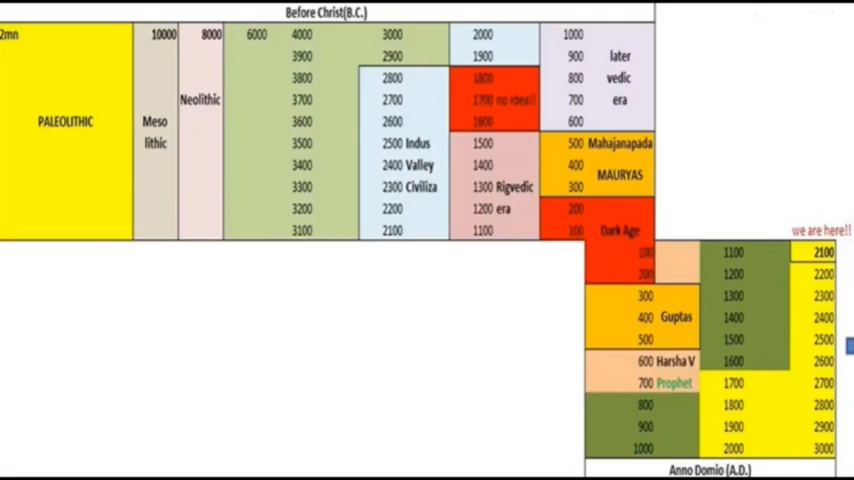 Before Christ(B.C.)
2mn 10000 8000 6000 4000 3000 2000 1000
3900 2900 1900 900 later
3800 2800 1800 800 vedic
Neolithic 3700 2700 1700 no idea!! 700 era
PALEOLITHIC Meso 3600 2600 1600 600
lithic 3500 2500 Indus 1500 500 Mahajanapada
3400 2400 Valley 1400 400 MAURYAS
3300 2300 Civiliza 1300 Rigvedic 300
3200 2200 1200 era 200
3100 2100 1100 100 Dark Age we are here!!
100 1100 2100
200 1200 2200
300 1300 2300
400 Guptas 1400 2400
500 1500 2500
600 Harsha V 1600 2600
700 Prophet 1700 2700
800 1800 2800
900 1900 2900
1000 2000 3000
Anno Domio (A.D.)